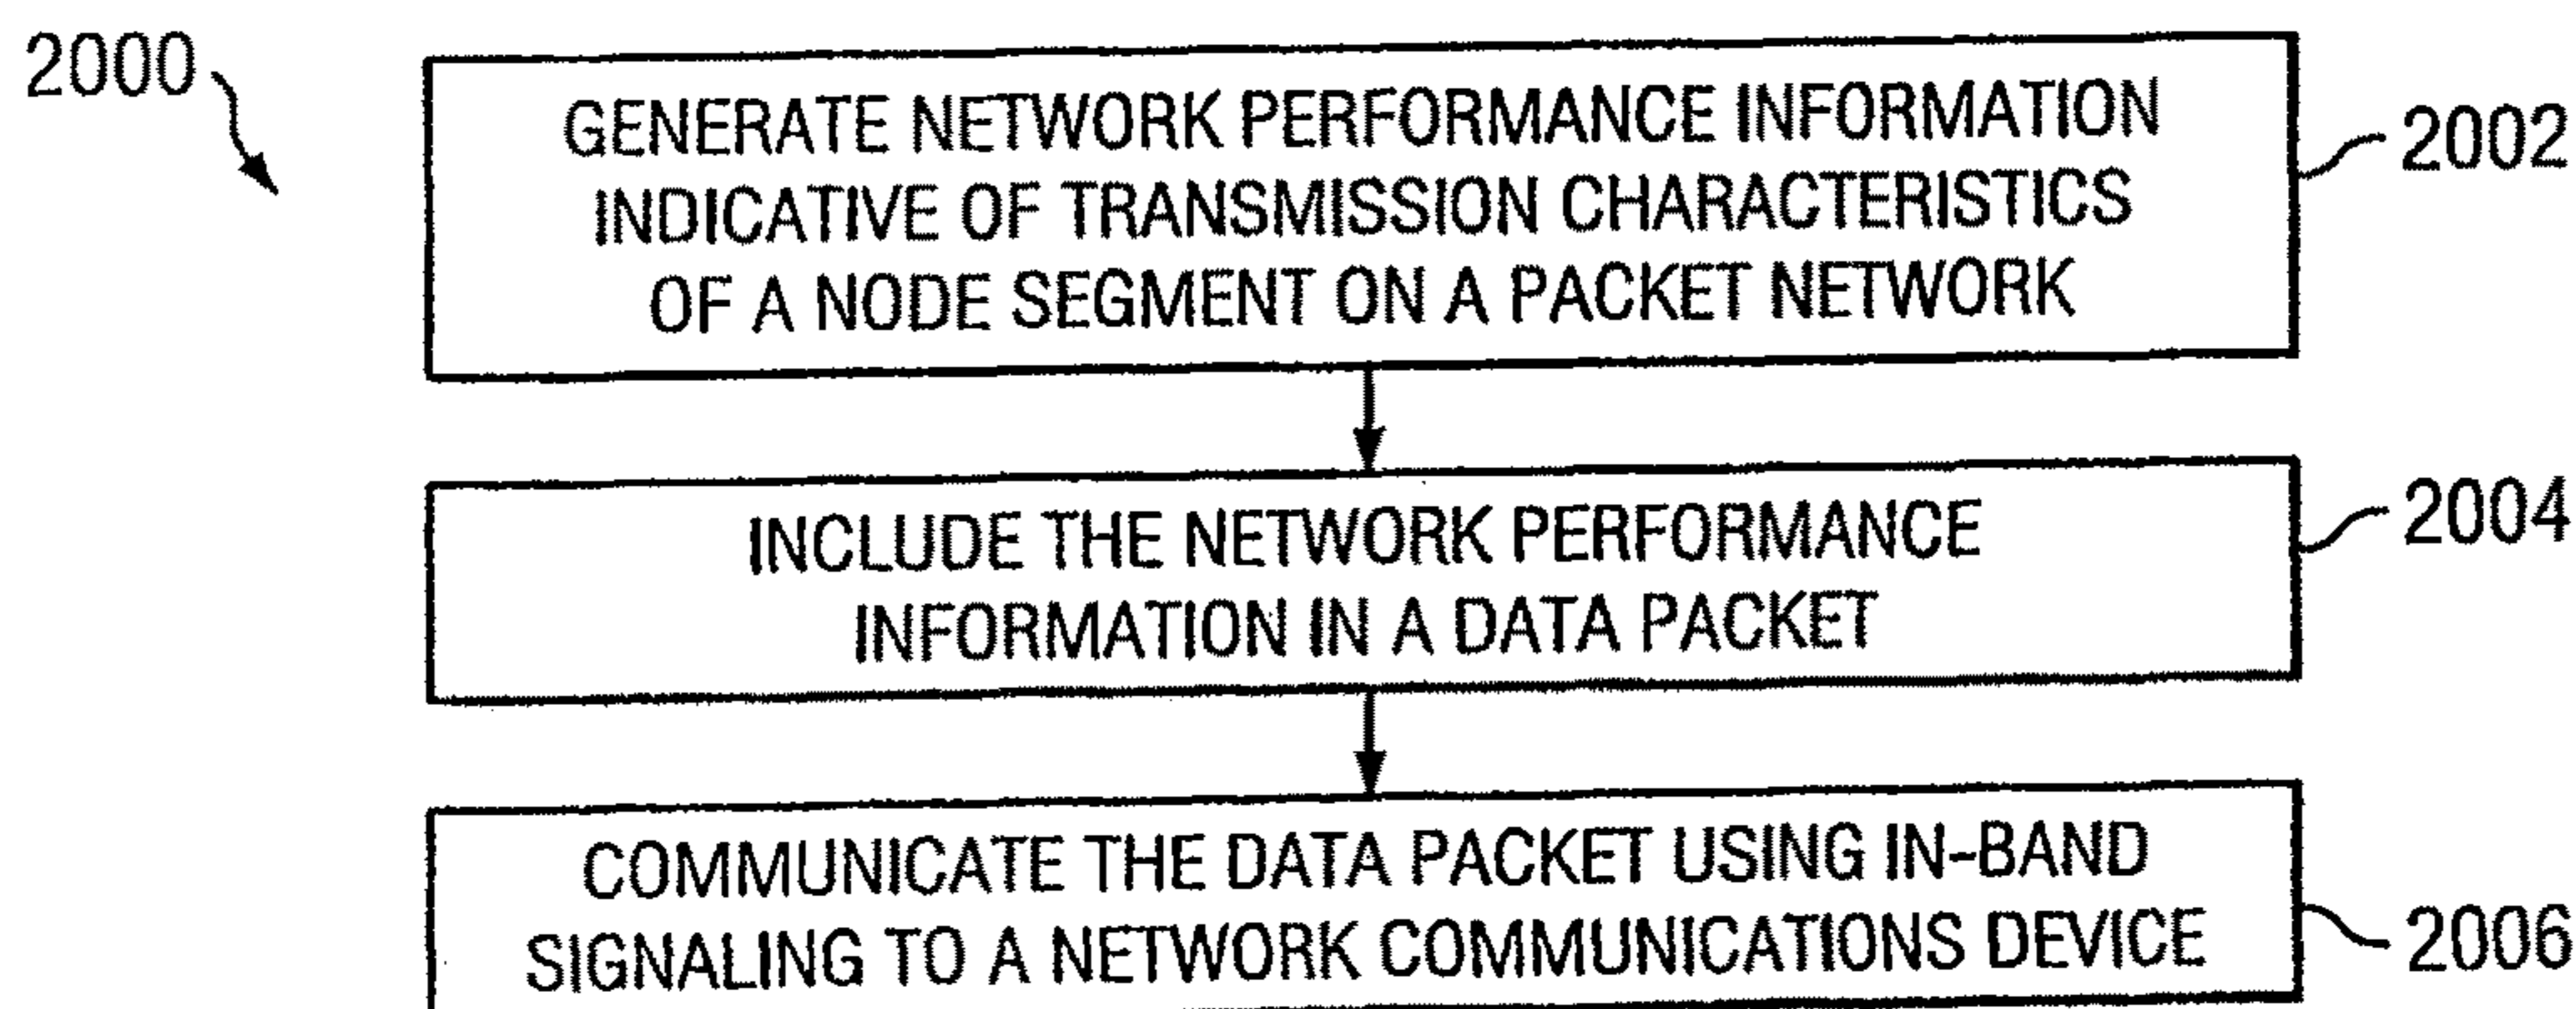 2000
GENERATE NETWORK PERFORMANCE INFORMATION
INDICATIVE OF TRANSMISSION CHARACTERISTICS
OF A NODE SEGMENT ON A PACKET NETWORK
2002
INCLUDE THE NETWORK PERFORMANCE
INFORMATION IN A DATA PACKET
2004
COMMUNICATE THE DATA PACKET USING IN-BAND
SIGNALING TO A NETWORK COMMUNICATIONS DEVICE
2006